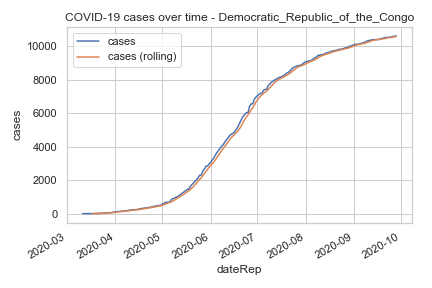 COVID-19 cases over time - Democratic_Republic_of_the_Congo
cases
cases (rolling)
10000
8000
6000
4000
2000
0
cases
2020-03
2020-04
2020-05
2020-06
2020-07
2020-08
2020-09
2020-10
dateRep